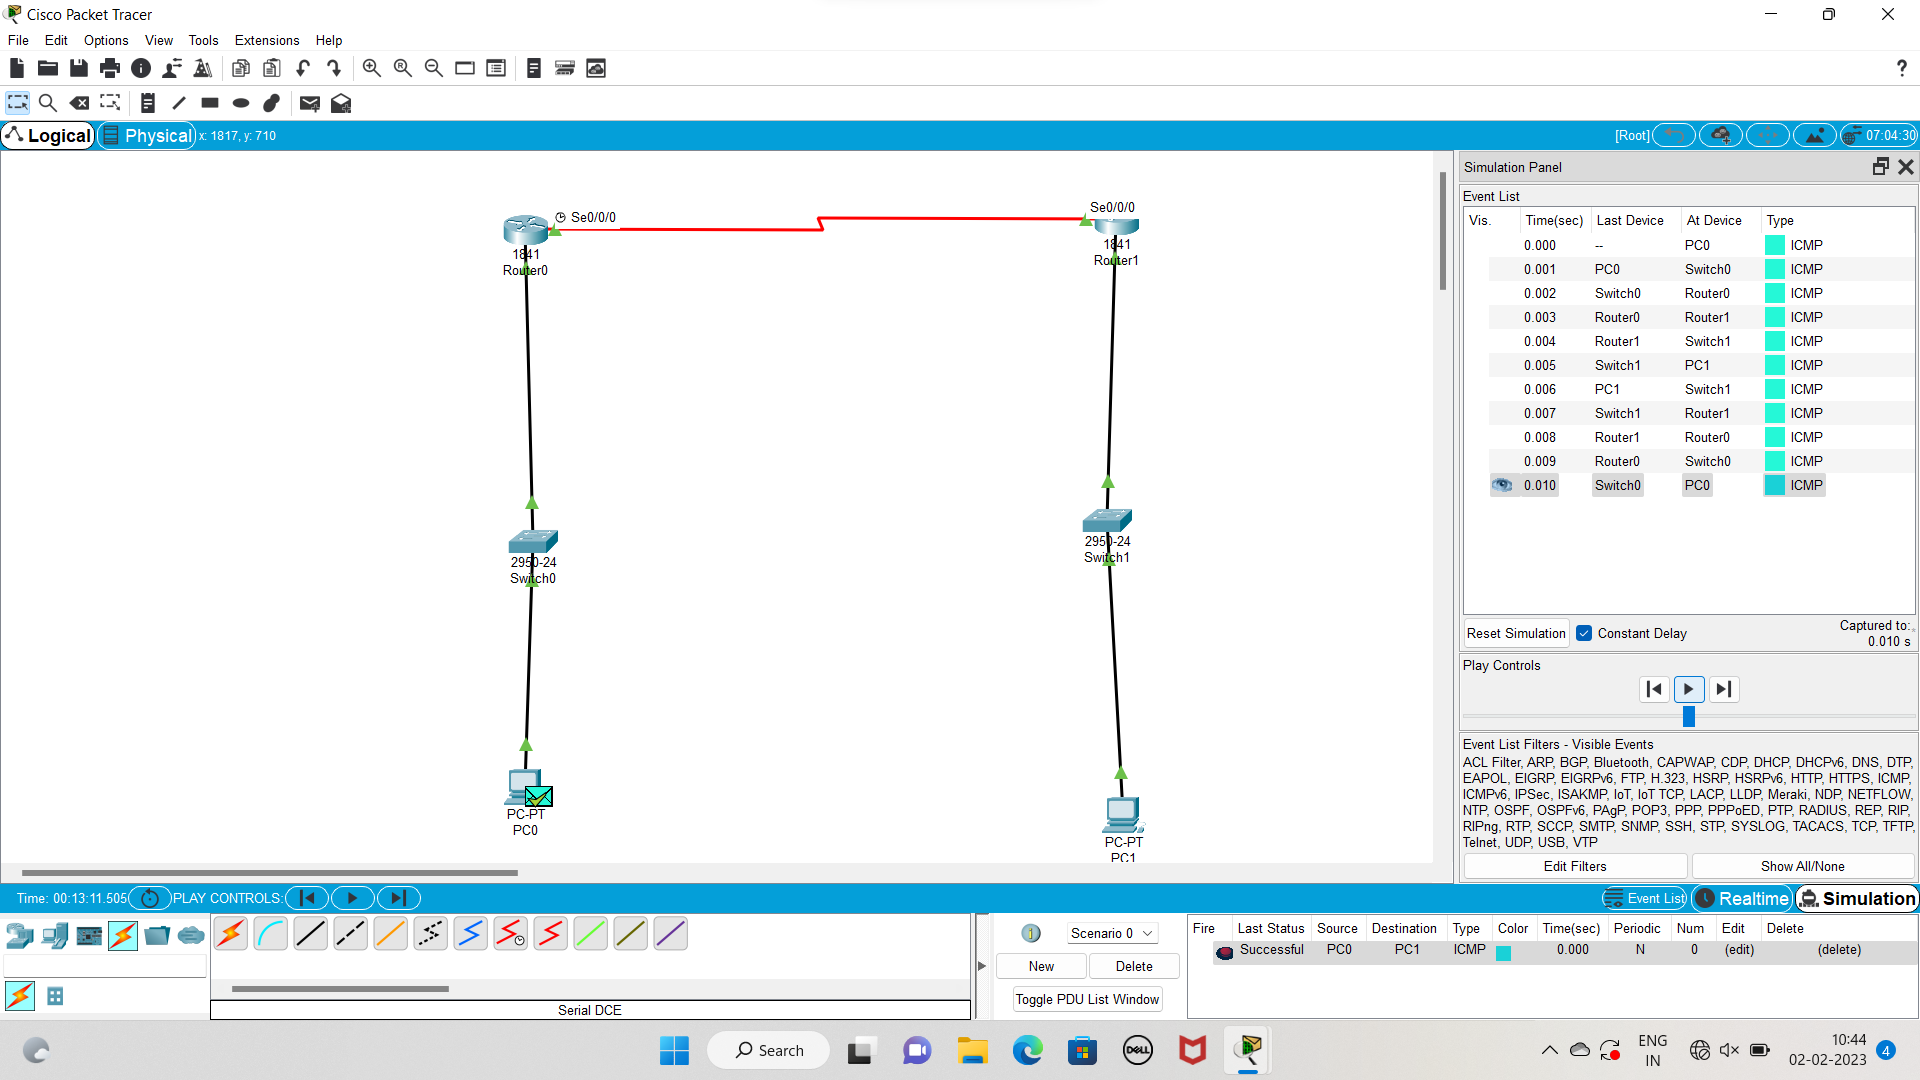 Cisco Packet Tracer
File Edit Options View Tools Extensions Help
?
Logical Physical x: 1817, y: 710 [Root] 07:04:30
Se0/0/0
1841
Router0
Se0/0/0
1841
Router1
2950-24
Switch0
2950-24
Switch1
PC-PT
PC0
PC-PT
PC1
Simulation Panel
Event List
Vis. Time(sec) Last Device At Device Type
0.000 -- PC0 ICMP
0.001 PC0 Switch0 ICMP
0.002 Switch0 Router0 ICMP
0.003 Router0 Router1 ICMP
0.004 Router1 Switch1 ICMP
0.005 Switch1 PC1 ICMP
0.006 PC1 Switch1 ICMP
0.007 Switch1 Router1 ICMP
0.008 Router1 Router0 ICMP
0.009 Router0 Switch0 ICMP
0.010 Switch0 PC0 ICMP
Reset Simulation Constant Delay Captured to:
0.010 s
Play Controls
Event List Filters - Visible Events
ACL Filter, ARP, BGP, Bluetooth, CAPWAP, CDP, DHCP, DHCPv6, DNS, DTP,
EAPOL, EIGRP, EIGRPv6, FTP, H.323, HSRP, HSRPv6, HTTP, HTTPS, ICMP,
ICMPv6, IPSec, ISAKMP, IoT, IoT TCP, LACP, LLDP, Meraki, NDP, NETFLOW,
NTP, OSPF, OSPFv6, PAgP, POP3, PPP, PPPoED, PTP, RADIUS, REP, RIP,
RIPng, RTP, SCCP, SMTP, SNMP, SSH, STP, SYSLOG, TACACS, TCP, TFTP,
Telnet, UDP, USB, VTP
Edit Filters Show All/None
Time: 00:13:11.505 PLAY CONTROLS: Event List Realtime Simulation
Serial DCE
Scenario 0
New Delete
Toggle PDU List Window
Fire Last Status Source Destination Type Color Time(sec) Periodic Num Edit Delete
Successful PC0 PC1 ICMP 0.000 N 0 (edit) (delete)
Search
DELL
ENG
IN
10:44
02-02-2023
4